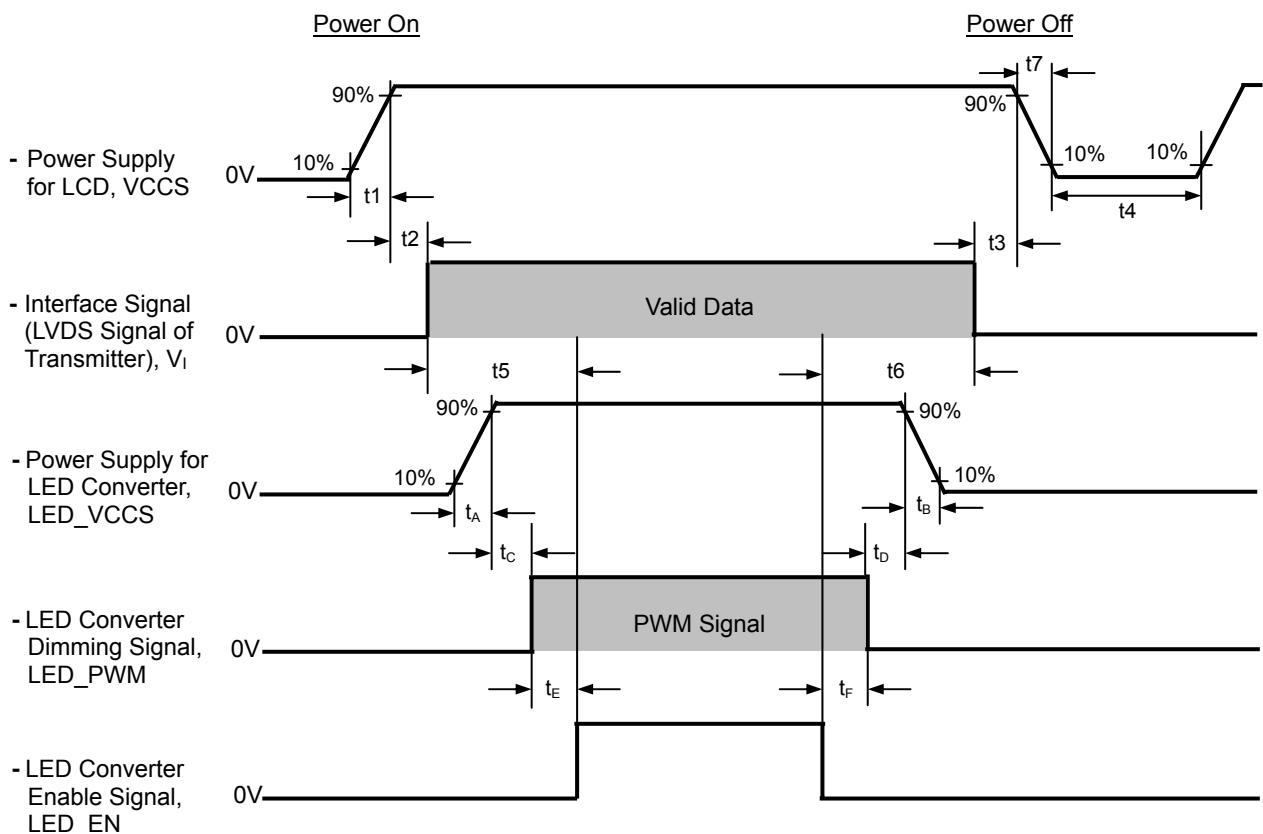 Power On
Power Off
t7
90%
90%
- Power Supply
for LCD, VCCS
0V
10%
10%
10%
t1
t4
t2
t3
- Interface Signal
(LVDS Signal of
Transmitter), VI
0V
Valid Data
t5
t6
90%
90%
- Power Supply for
LED Converter,
LED_VCCS
0V
10%
10%
tA
tB
tC
tD
- LED Converter
Dimming Signal,
LED_PWM
0V
PWM Signal
tE
tF
- LED Converter
Enable Signal,
LED_EN
0V